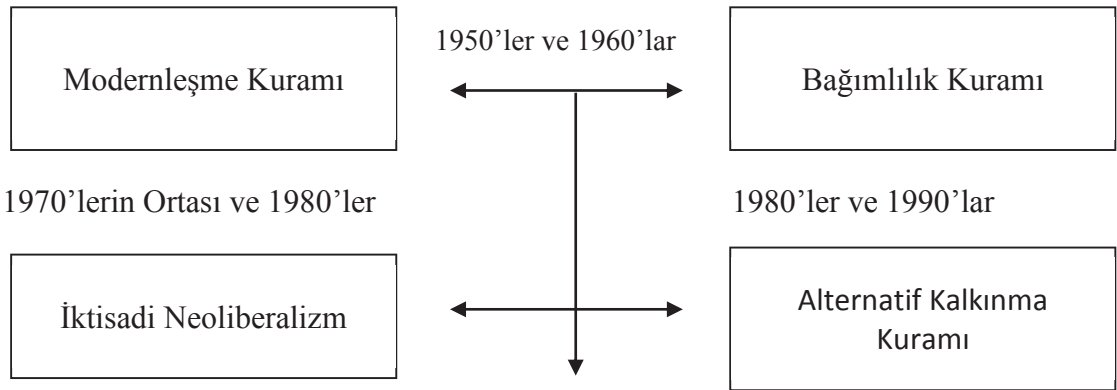 1950’ler ve 1960’lar
Modernleşme Kuramı
Bağımlılık Kuramı
1970’lerin Ortası ve 1980’ler
1980’ler ve 1990’lar
İktisadi Neoliberalizm
Alternatif Kalkınma
Kuramı